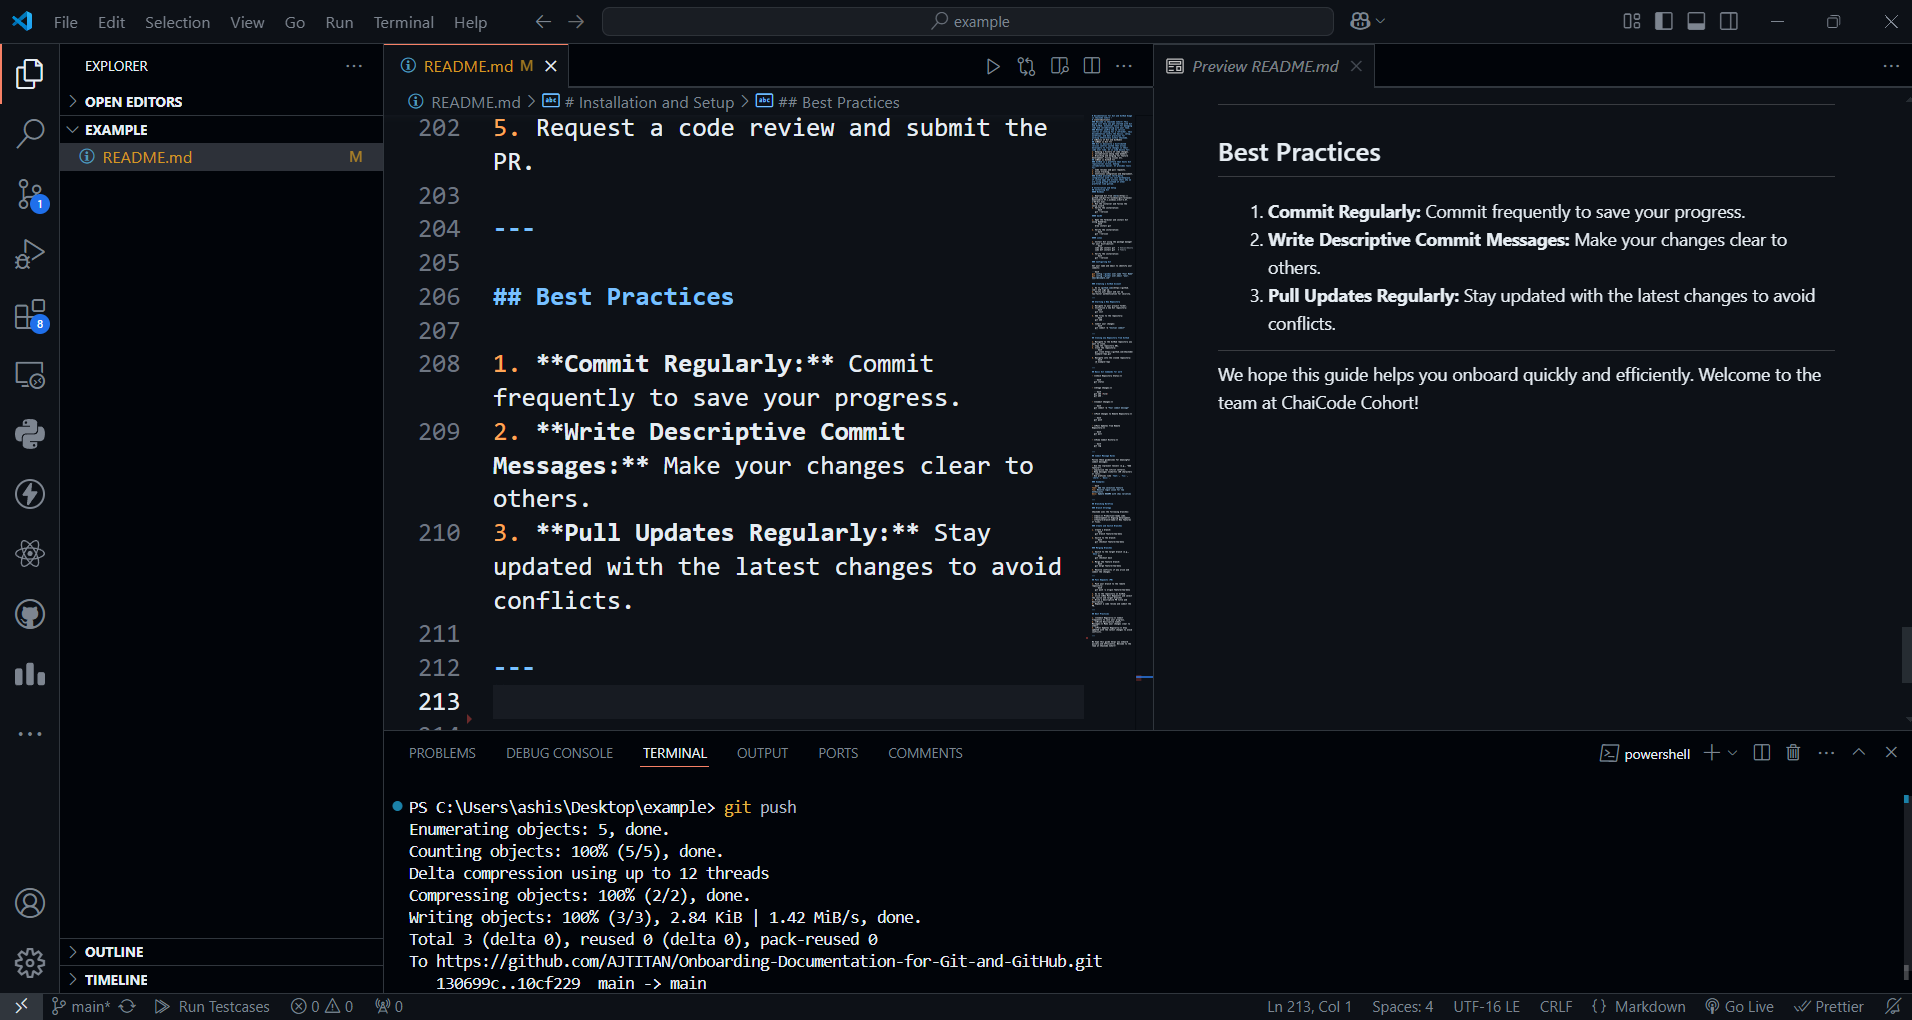 File Edit Selection View Go Run Terminal Help
example
EXPLORER
OPEN EDITORS
EXAMPLE
README.md M
1
8
OUTLINE
TIMELINE
README.md M
README.md > # Installation and Setup > ## Best Practices
202 5. Request a code review and submit the
PR.
203
204 ---
205
206 ## Best Practices
207
208 1. **Commit Regularly:** Commit
frequently to save your progress.
209 2. **Write Descriptive Commit
Messages:** Make your changes clear to
others.
210 3. **Pull Updates Regularly:** Stay
updated with the latest changes to avoid
conflicts.
211
212 ---
213
Preview README.md
Best Practices
1. Commit Regularly: Commit frequently to save your progress.
2. Write Descriptive Commit Messages: Make your changes clear to
others.
3. Pull Updates Regularly: Stay updated with the latest changes to avoid
conflicts.
We hope this guide helps you onboard quickly and efficiently. Welcome to the
team at ChaiCode Cohort!
PROBLEMS DEBUG CONSOLE TERMINAL OUTPUT PORTS COMMENTS
powershell
PS C:\Users\ashis\Desktop\example> git push
Enumerating objects: 5, done.
Counting objects: 100% (5/5), done.
Delta compression using up to 12 threads
Compressing objects: 100% (2/2), done.
Writing objects: 100% (3/3), 2.84 KiB | 1.42 MiB/s, done.
Total 3 (delta 0), reused 0 (delta 0), pack-reused 0
To https://github.com/AJTITAN/Onboarding-Documentation-for-Git-and-GitHub.git
130699c..10cf229  main -> main
main* Run Testcases 0 0 0
Ln 213, Col 1 Spaces: 4 UTF-16 LE CRLF {} Markdown Go Live Prettier